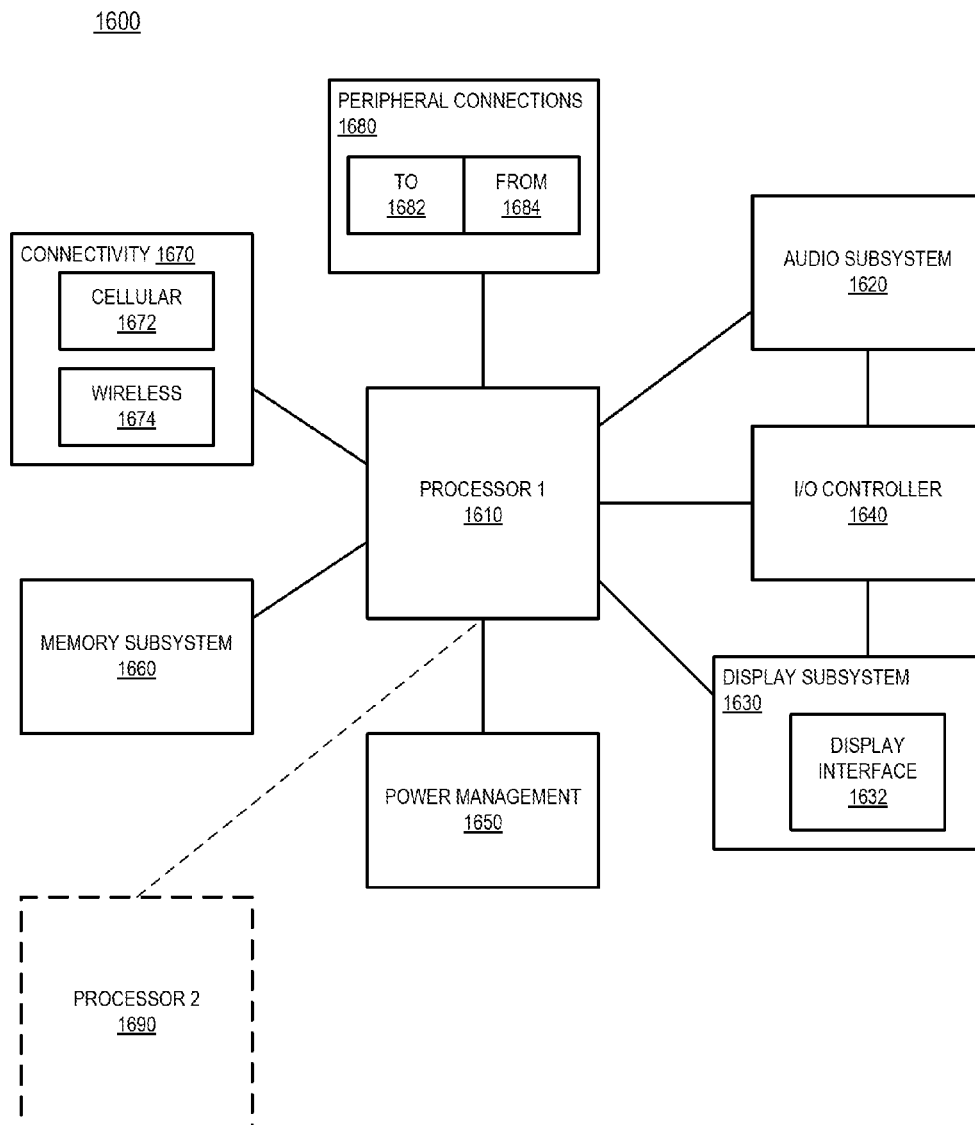 1600
PERIPHERAL CONNECTIONS
1680
TO
1682
FROM
1684
CONNECTIVITY 1670
CELLULAR
1672
WIRELESS
1674
AUDIO SUBSYSTEM
1620
PROCESSOR 1
1610
I/O CONTROLLER
1640
MEMORY SUBSYSTEM
1660
DISPLAY SUBSYSTEM
1630
DISPLAY
INTERFACE
1632
POWER MANAGEMENT
1650
PROCESSOR 2
1690